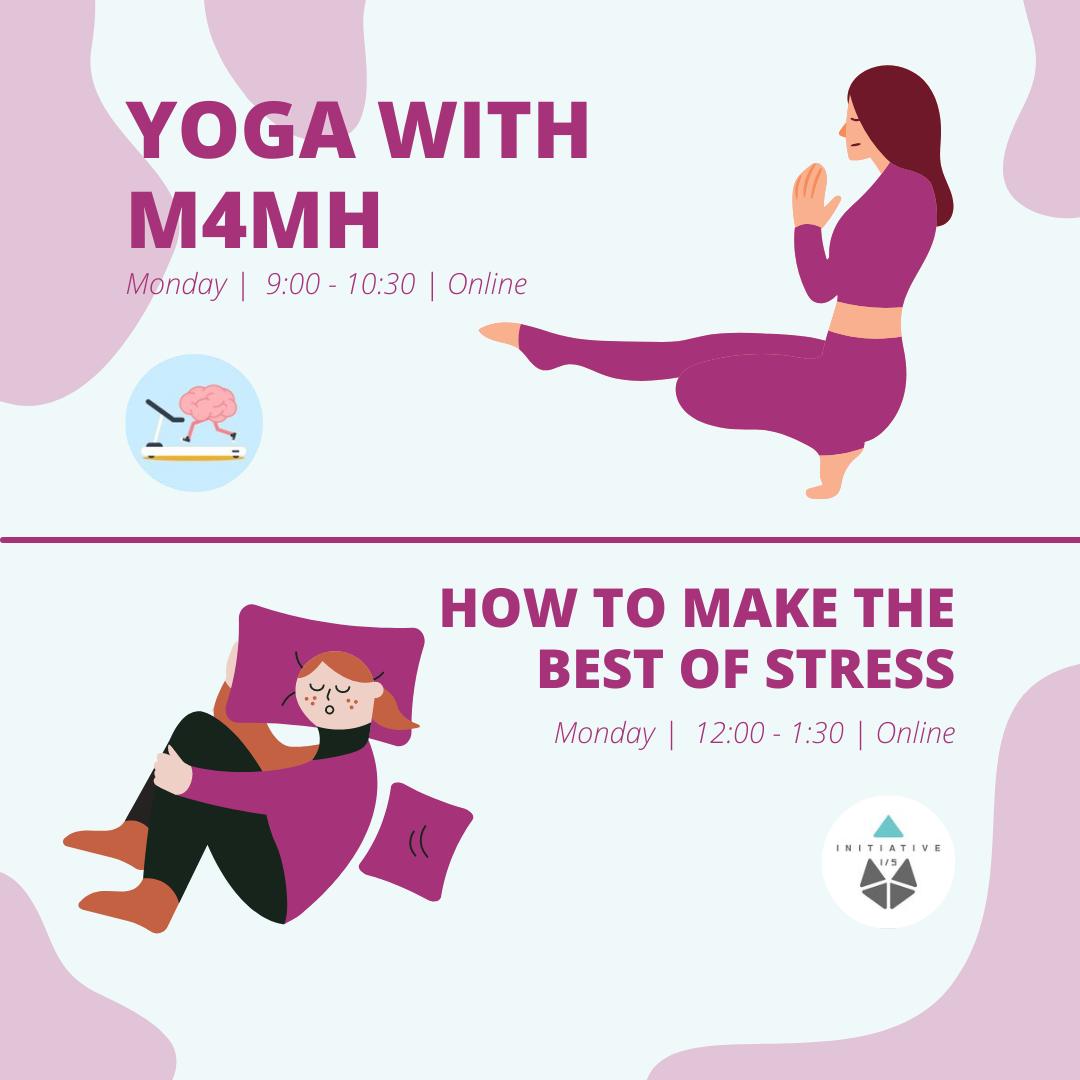 YOGA WITH
M4MH
Monday | 9:00 - 10:30 | Online
HOW TO MAKE THE
BEST OF STRESS
Monday | 12:00 - 1:30 | Online
INITIATIVE
1/5